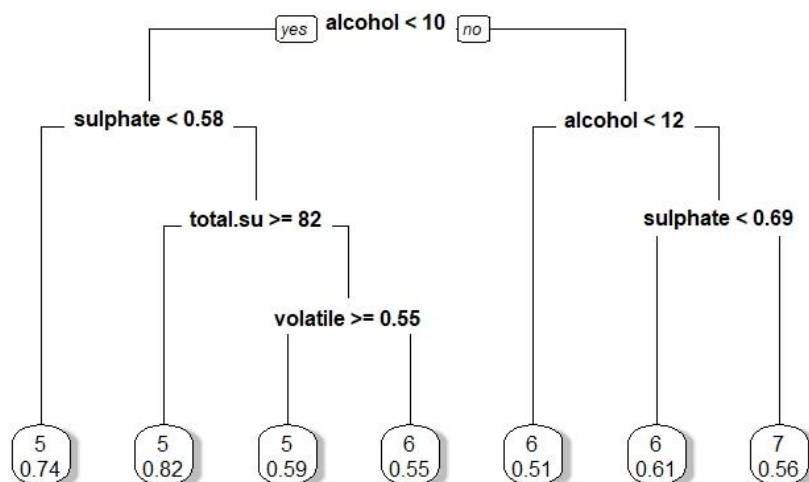 yes alcohol < 10 no
sulphate < 0.58
alcohol < 12
total.su >= 82
sulphate < 0.69
volatile >= 0.55
5
0.74
5
0.82
5
0.59
6
0.55
6
0.51
6
0.61
7
0.56